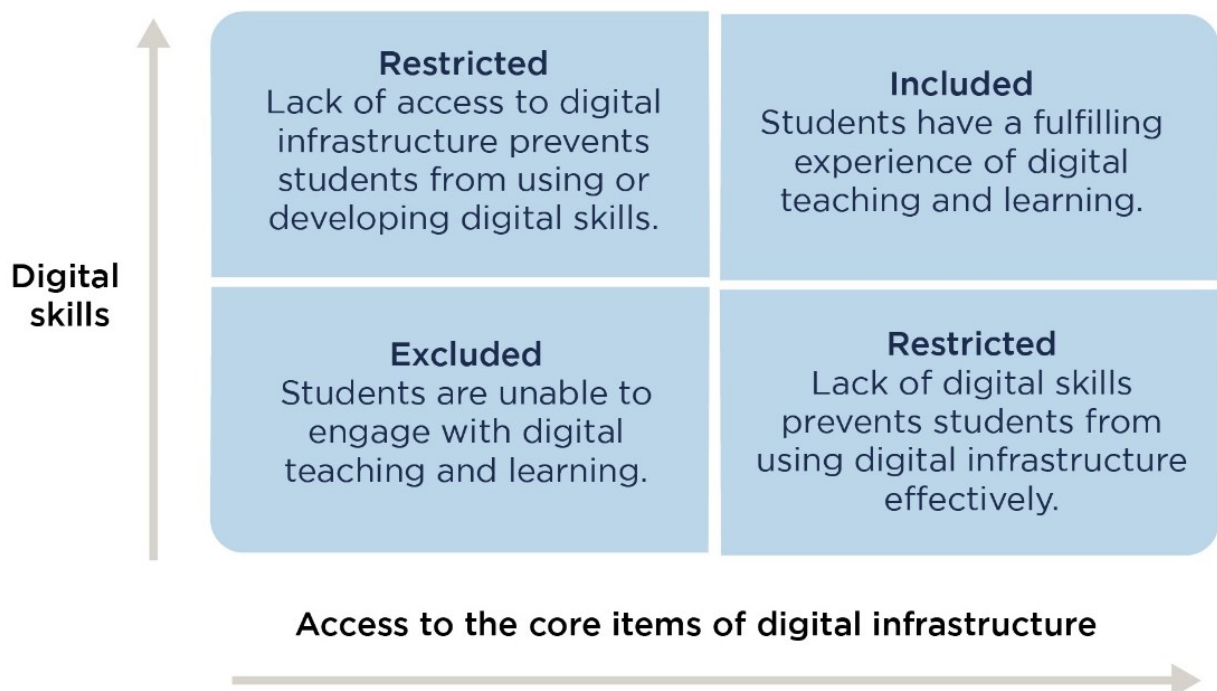 Restricted
Lack of access to digital
infrastructure prevents
students from using or
developing digital skills.
Included
Students have a fulfilling
experience of digital
teaching and learning.
Digital
skills
Excluded
Students are unable to
engage with digital
teaching and learning.
Restricted
Lack of digital skills
prevents students from
using digital infrastructure
effectively.
Access to the core items of digital infrastructure